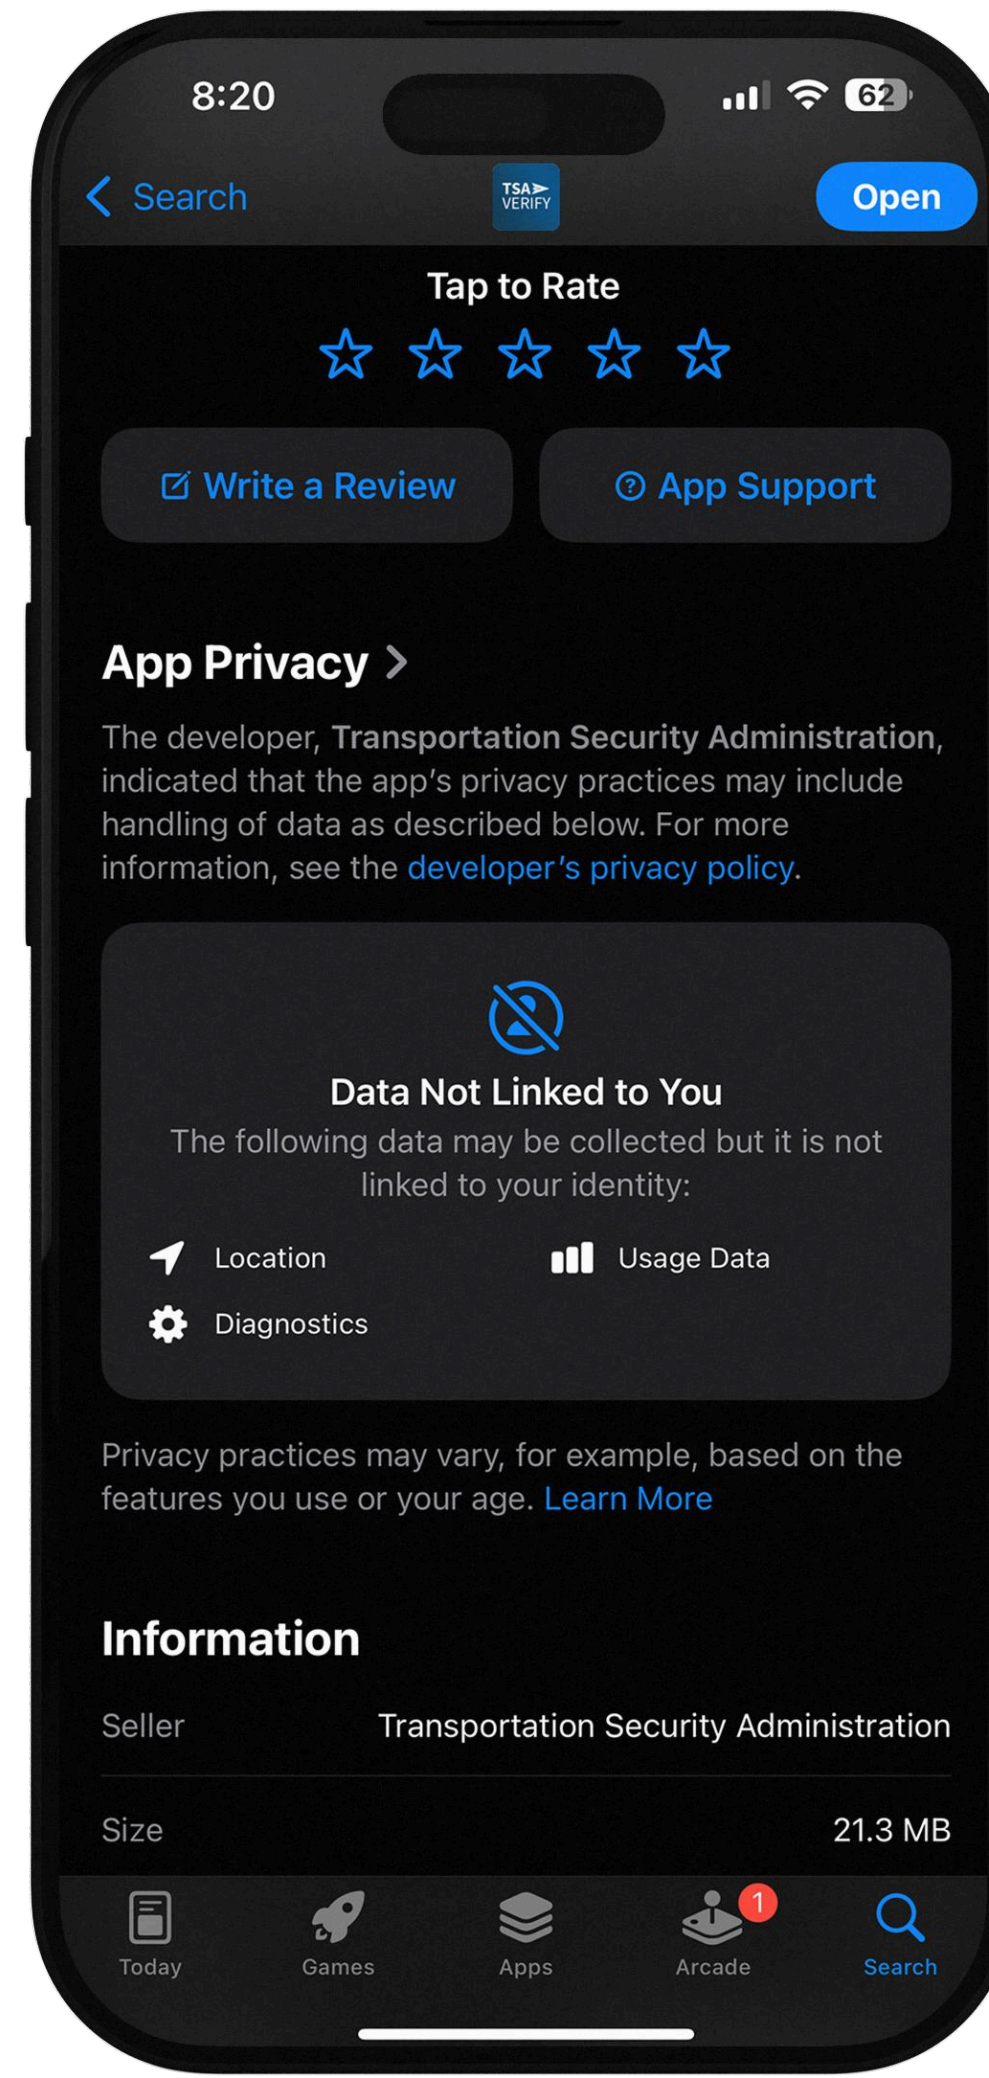 8:20
62
Search
TSA
VERIFY
Open
Tap to Rate
Write a Review
App Support
App Privacy
The developer, Transportation Security Administration,
indicated that the app's privacy practices may include
handling of data as described below. For more
information, see the developer's privacy policy.
Data Not Linked to You
The following data may be collected but it is not
linked to your identity:
Location
Usage Data
Diagnostics
Privacy practices may vary, for example, based on the
features you use or your age. Learn More
Information
Seller
Transportation Security Administration
Size
21.3 MB
1
Today
Games
Apps
Arcade
Search